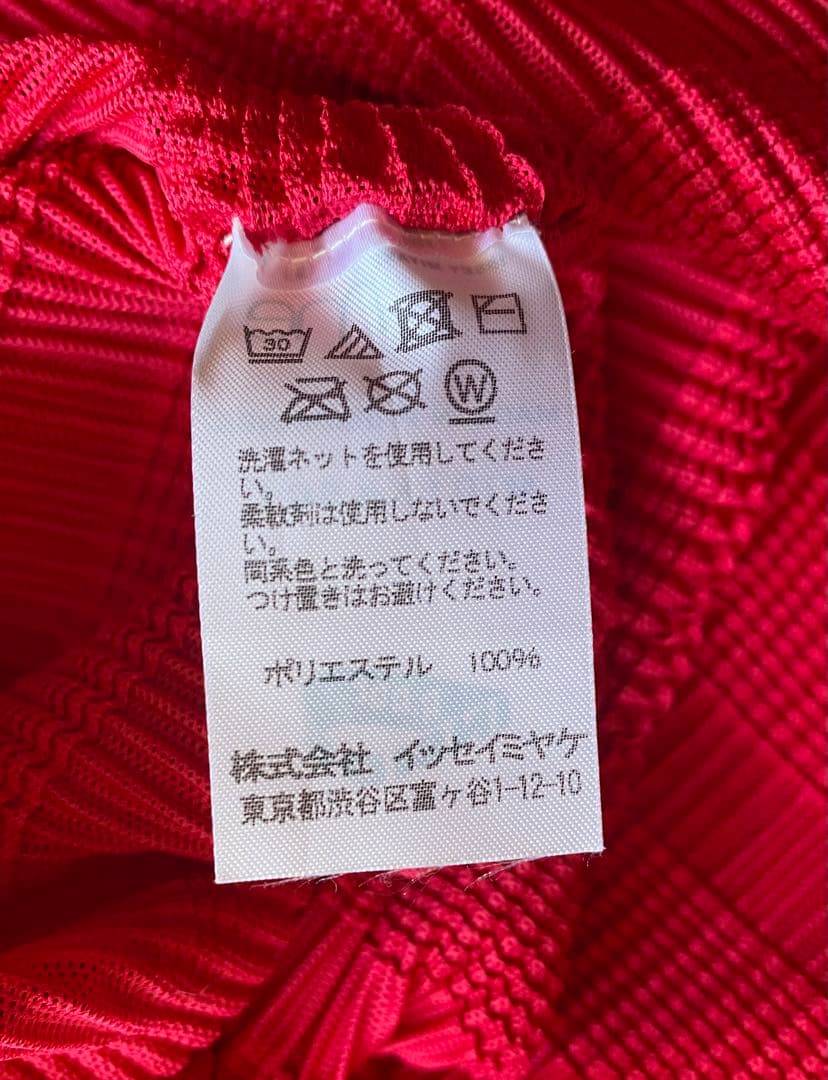 30
W
洗濯ネットを使用してくださ
い。
柔軟剤は使用しないでくださ
い。
同系色と洗ってください。
つけ置きはお避けください。
ポリエステル 100%
株式会社 イッセイミヤケ
東京都渋谷区富ヶ谷1-12-10